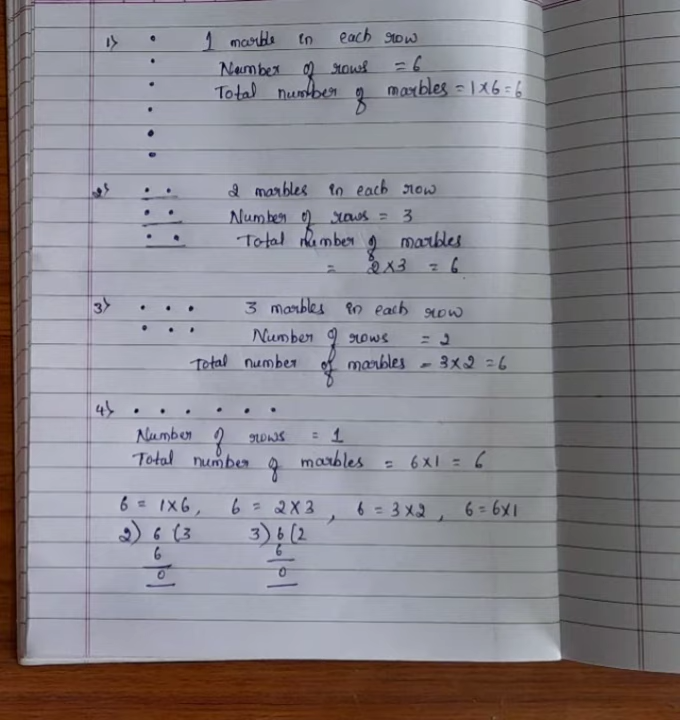 1) 1 marble in each row
Number of rows = 6
Total number of marbles = 1 × 6 = 6
2) 2 marbles in each row
Number of rows = 3
Total number of marbles
= 2 × 3 = 6
3) 3 marbles in each row
Number of rows = 2
Total number of marbles = 3 × 2 = 6
4)
Number of rows = 1
Total number of marbles = 6 × 1 = 6
6 = 1 × 6, 6 = 2 × 3, 6 = 3 × 2, 6 = 6 × 1
2) 6 (3 3) 6 (2
6 6
0 0